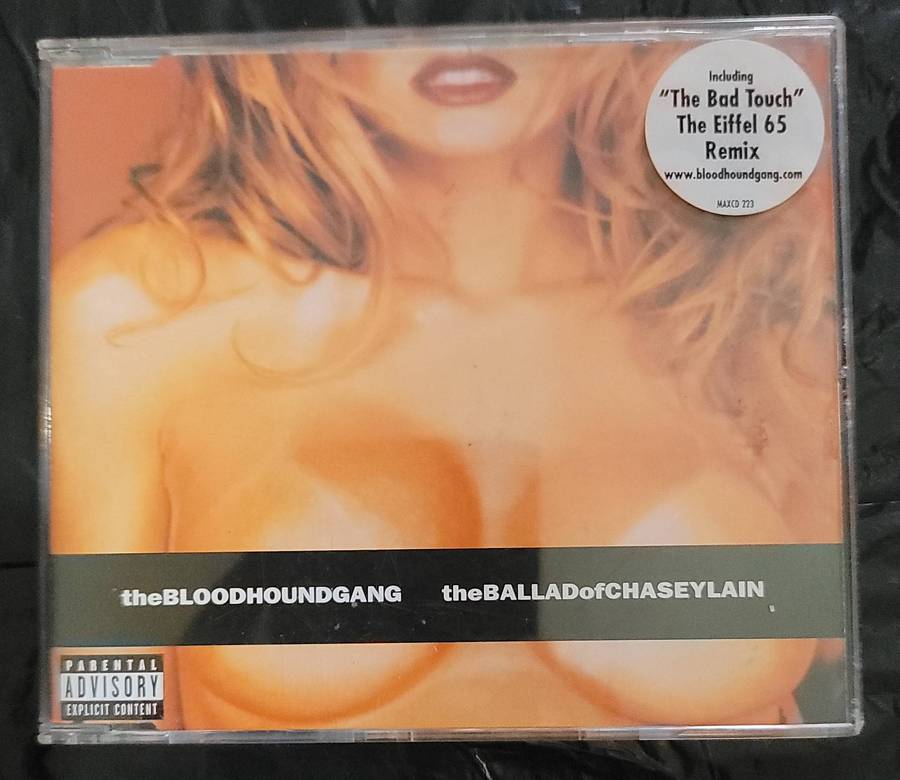 Including
"The Bad Touch"
The Eiffel 65
Remix
www.bloodhoundgang.com
MAXCD 223
theBLOODHOUNDGANG theBALLADofCHASEYLAIN
PARENTAL
ADVISORY
EXPLICIT CONTENT